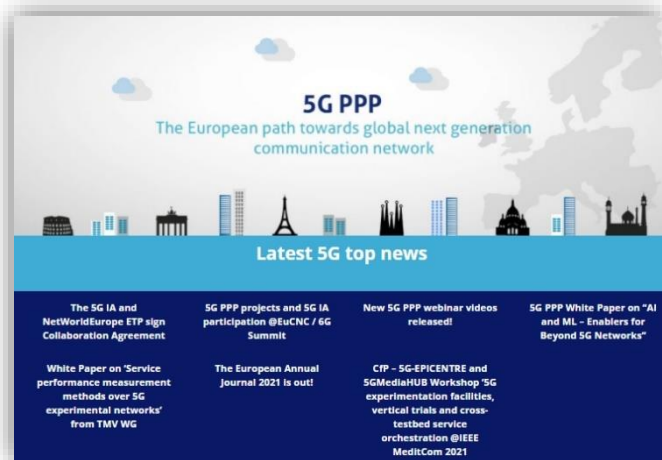 5G PPP
The European path towards global next generation
communication network
Latest 5G top news
The 5G IA and
NetWorldEurope ETP sign
Collaboration Agreement
5G PPP projects and 5G IA
participation @EuCNC / 6G
Summit
New 5G PPP webinar videos
released!
5G PPP White Paper on “AI
and ML – Enablers for
Beyond 5G Networks”
White Paper on ‘Service
performance measurement
methods over 5G
experimental networks’
from TMV WG
The European Annual
Journal 2021 is out!
CfP – 5G-EPICENTRE and
5GMediaHUB Workshop ‘5G
experimentation facilities,
vertical trials and cross-
testbed service
orchestration @IEEE
MeditCom 2021